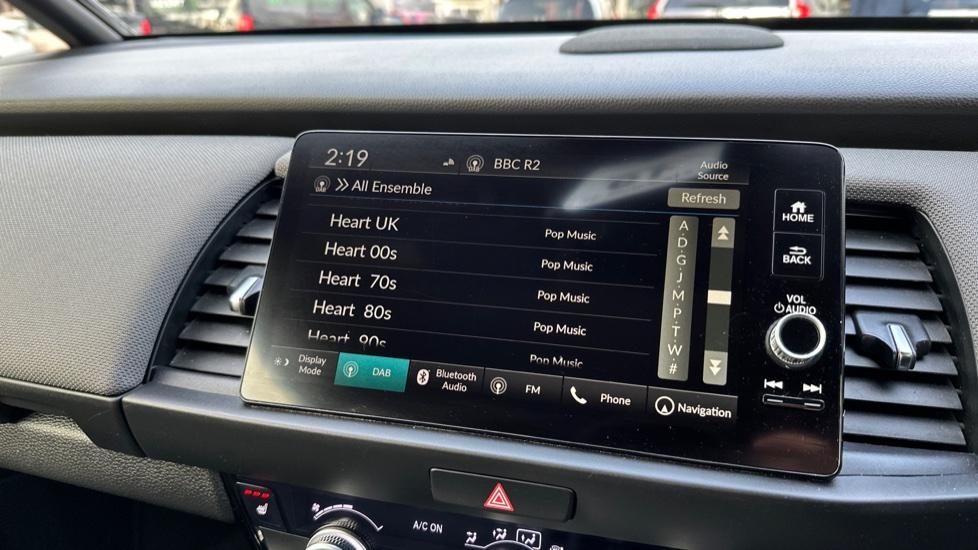 2:19
DAB
BBC R2
Audio
Source
DAB
All Ensemble
Refresh
Heart UK
Pop Music
Heart 00s
Pop Music
Heart 70s
Pop Music
Heart 80s
Pop Music
Heart 90s
Pop Music
A
D
G
J
M
P
T
W
#
HOME
BACK
VOL
AUDIO
Display
Mode
DAB
Bluetooth
Audio
FM
Phone
Navigation
A/C ON